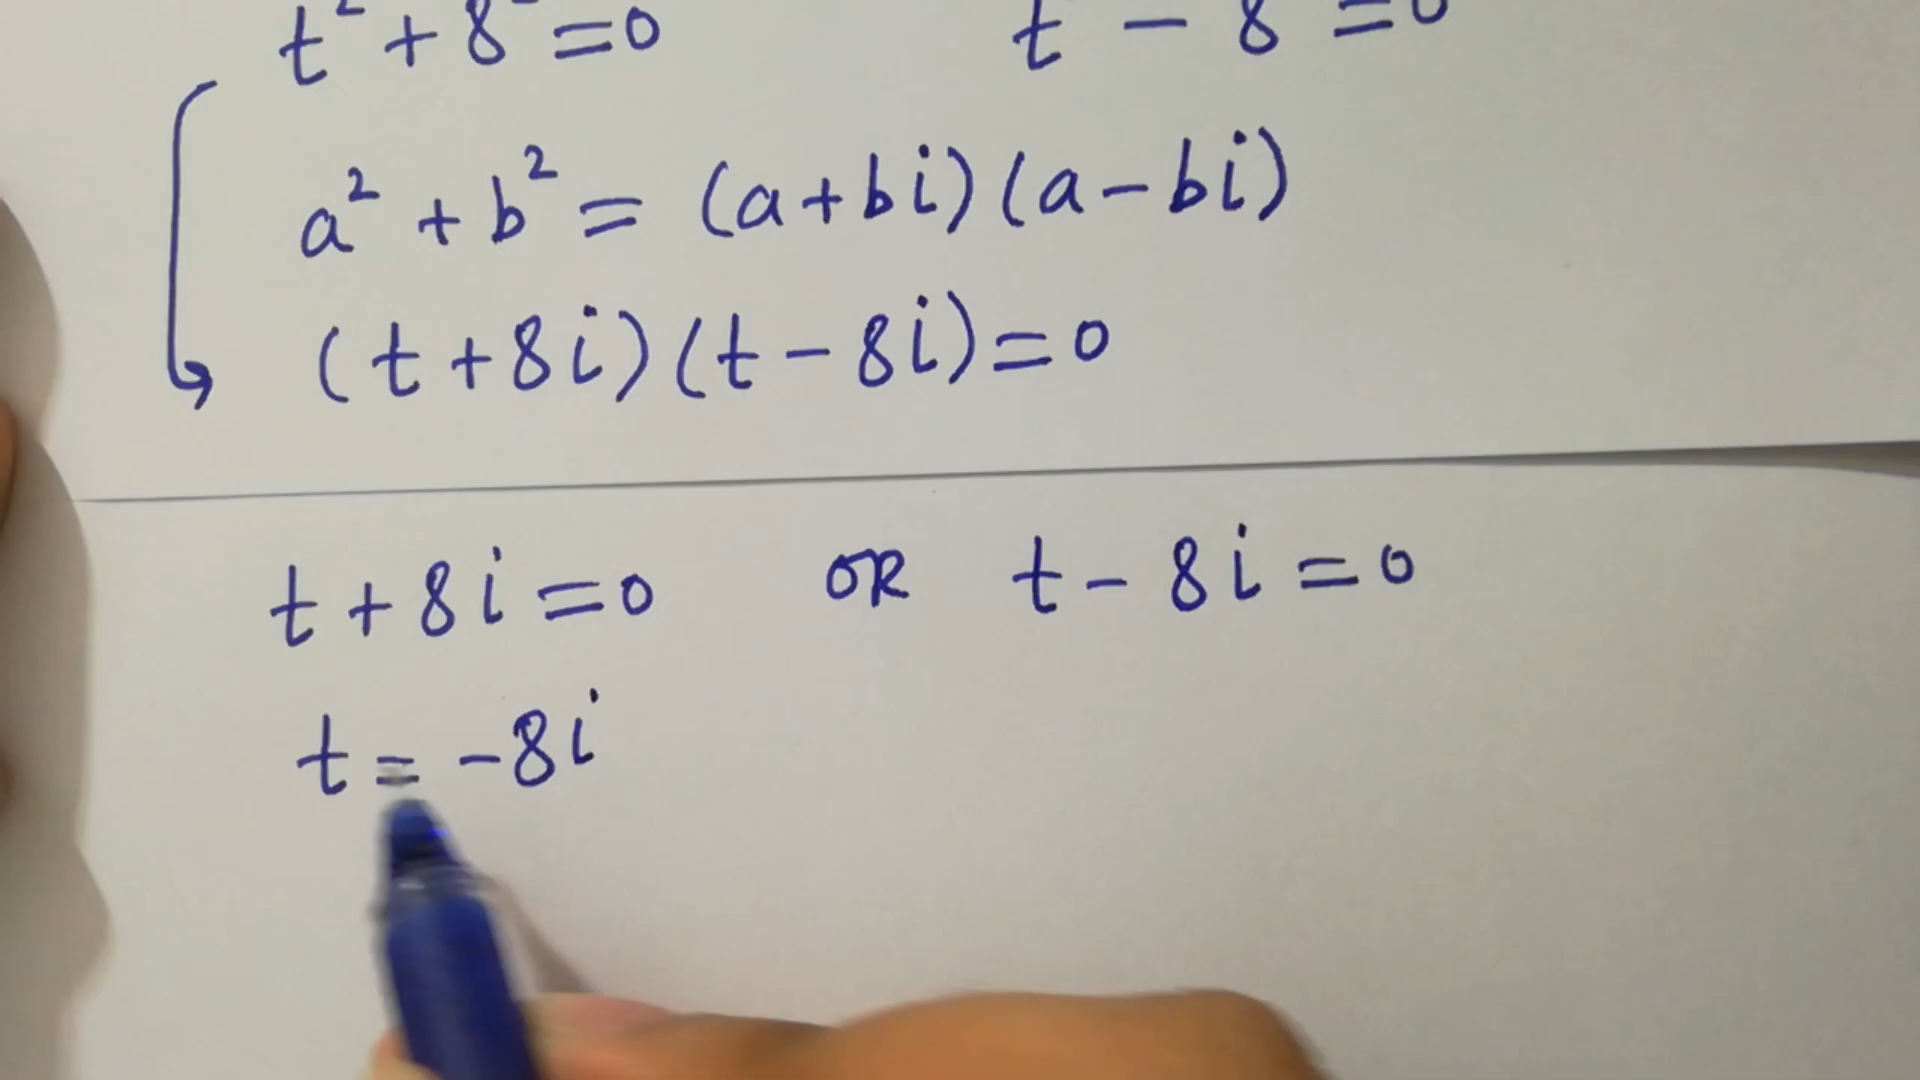 t² + 8² = 0 t - 8 = 0
a² + b² = (a + bi)(a - bi)
(t + 8i)(t - 8i) = 0
t + 8i = 0 OR t - 8i = 0
t = -8i